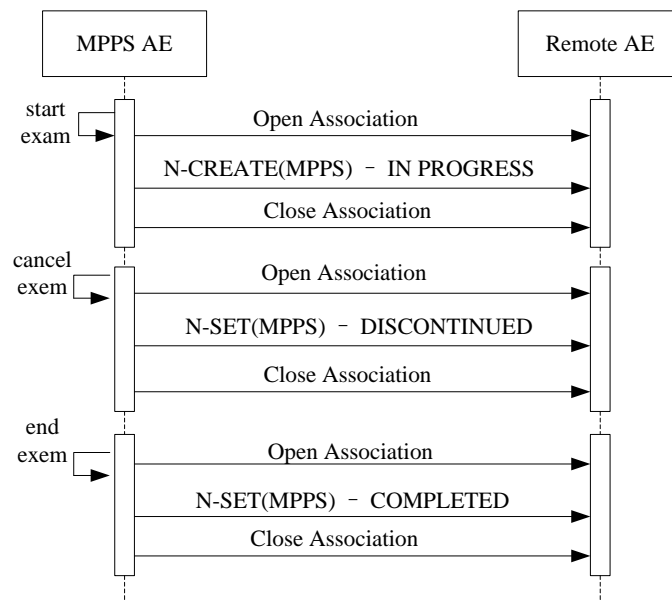 MPPS AE
Remote AE
start
exam
Open Association
N-CREATE(MPPS) - IN PROGRESS
Close Association
cancel
exem
Open Association
N-SET(MPPS) - DISCONTINUED
Close Association
end
exem
Open Association
N-SET(MPPS) - COMPLETED
Close Association